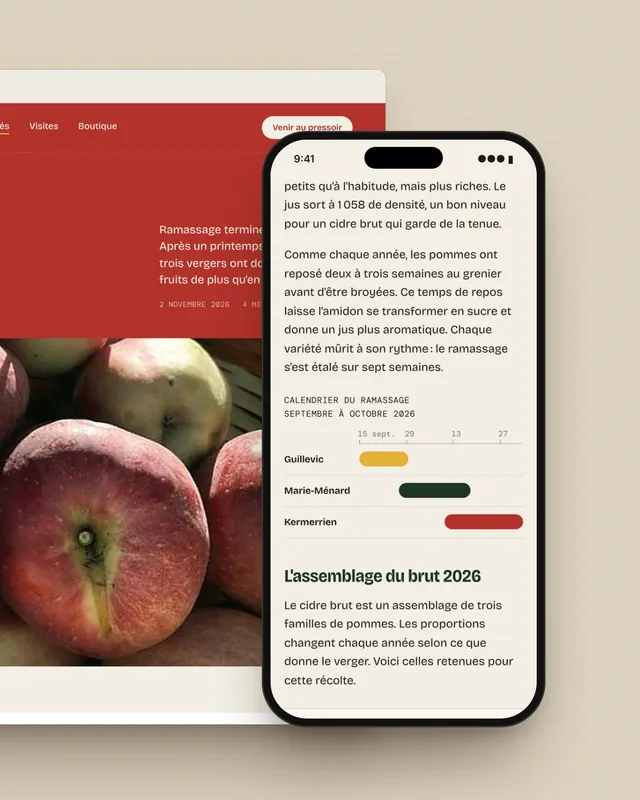 Visites
Boutique
Venir au pressoir
Ramassage termine
Après un printemps
trois vergers ont
fruits de plus qu'en
2 NOVEMBRE 2026 4
9:41
petits qu'à l'habitude, mais plus riches. Le
jus sort à 1 058 de densité, un bon niveau
pour un cidre brut qui garde de la tenue.
Comme chaque année, les pommes ont
reposé deux à trois semaines au grenier
avant d'être broyées. Ce temps de repos
laisse l'amidon se transformer en sucre et
donne un jus plus aromatique. Chaque
variété mûrit à son rythme : le ramassage
s'est étalé sur sept semaines.
CALENDRIER DU RAMASSAGE
SEPTEMBRE À OCTOBRE 2026
15 sept. 29 13 27
Guillevic
Marie-Ménard
Kermerrien
L'assemblage du brut 2026
Le cidre brut est un assemblage de trois
familles de pommes. Les proportions
changent chaque année selon ce que
donne le verger. Voici celles retenues pour
cette récolte.